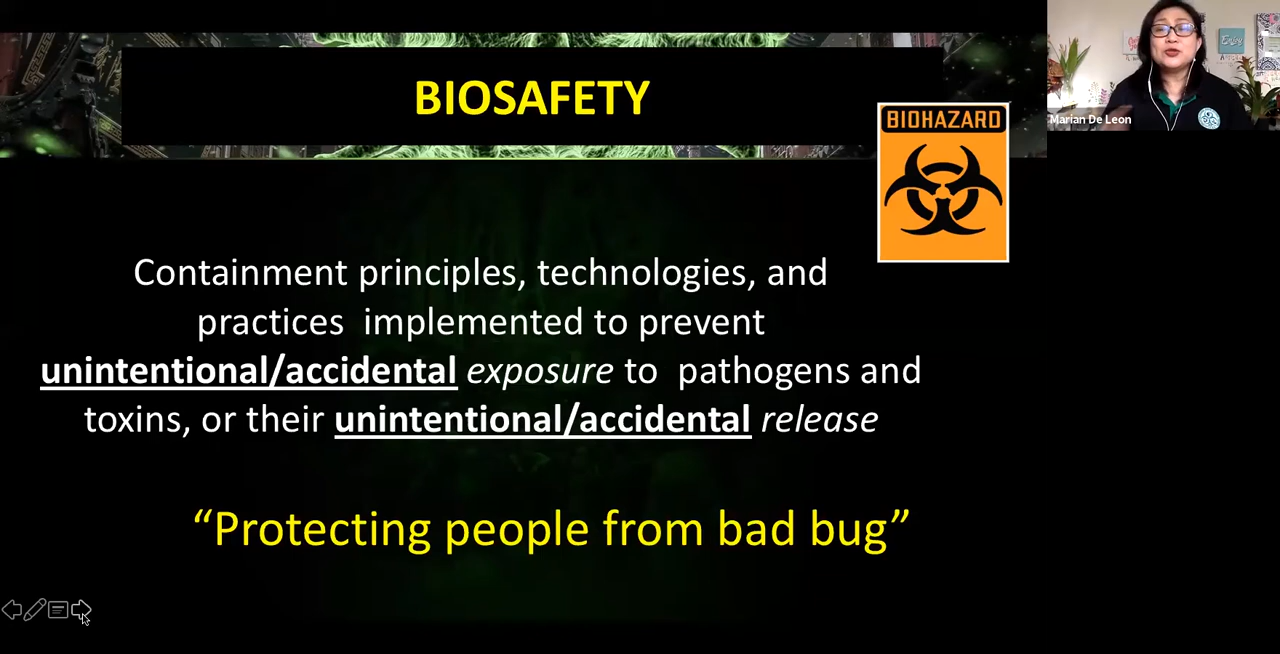 BIOSAFETY
BIOHAZARD
Enjoy
Marian De Leon
Containment principles, technologies, and
practices implemented to prevent
unintentional/accidental exposure to pathogens and
toxins, or their unintentional/accidental release
“Protecting people from bad bug”